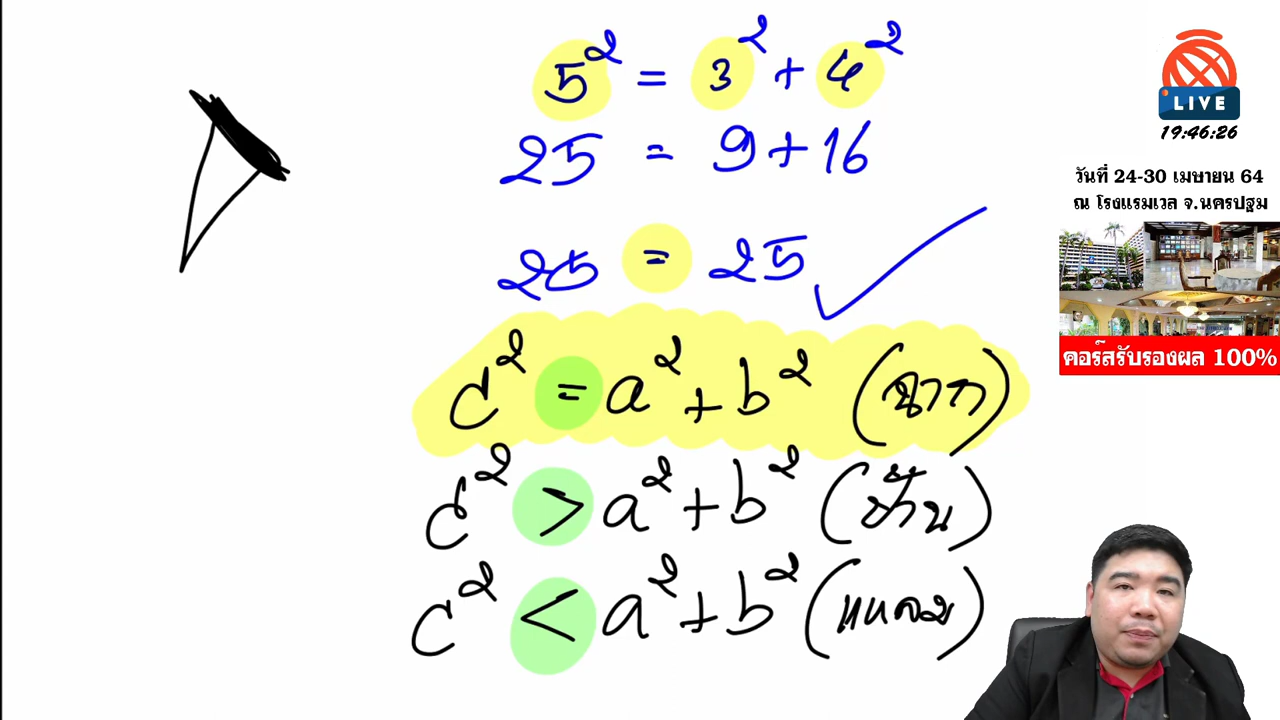 5² = 3² + 4²
25 = 9 + 16
25 = 25
c² = a² + b² (ฉาก)
c² > a² + b² (ป้าน)
c² < a² + b² (แหลม)
LIVE
19:46:26
วันที่ 24-30 เมษายน 64
ณ โรงแรมเวล จ.นครปฐม
คอร์สรับรองผล 100%